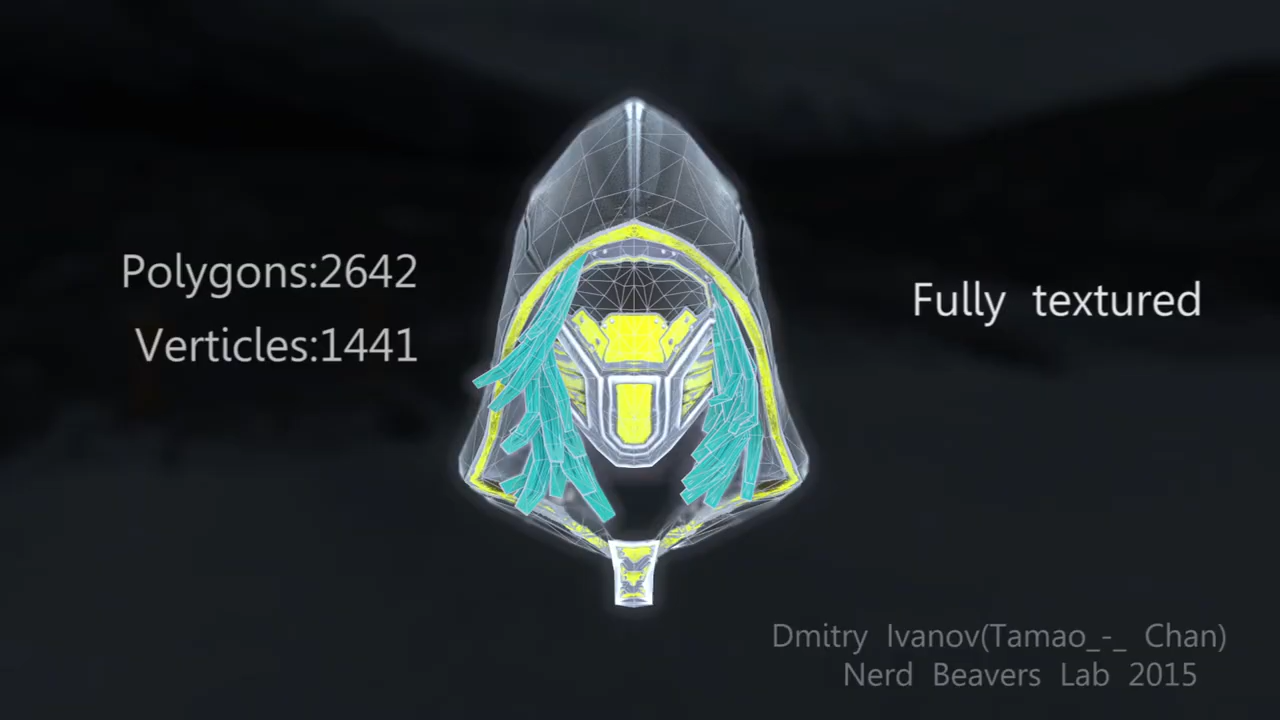 Polygons:2642
Verticles:1441
Fully textured
Dmitry Ivanov(Tamao_-_ Chan)
Nerd Beavers Lab 2015